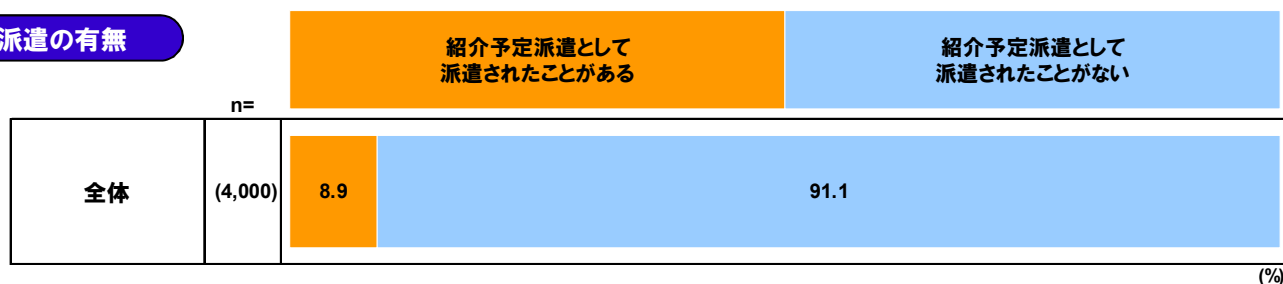 派遣の有無
紹介予定派遣として
派遣されたことがある
紹介予定派遣として
派遣されたことがない
n=
全体 (4,000) 8.9 91.1
(%)